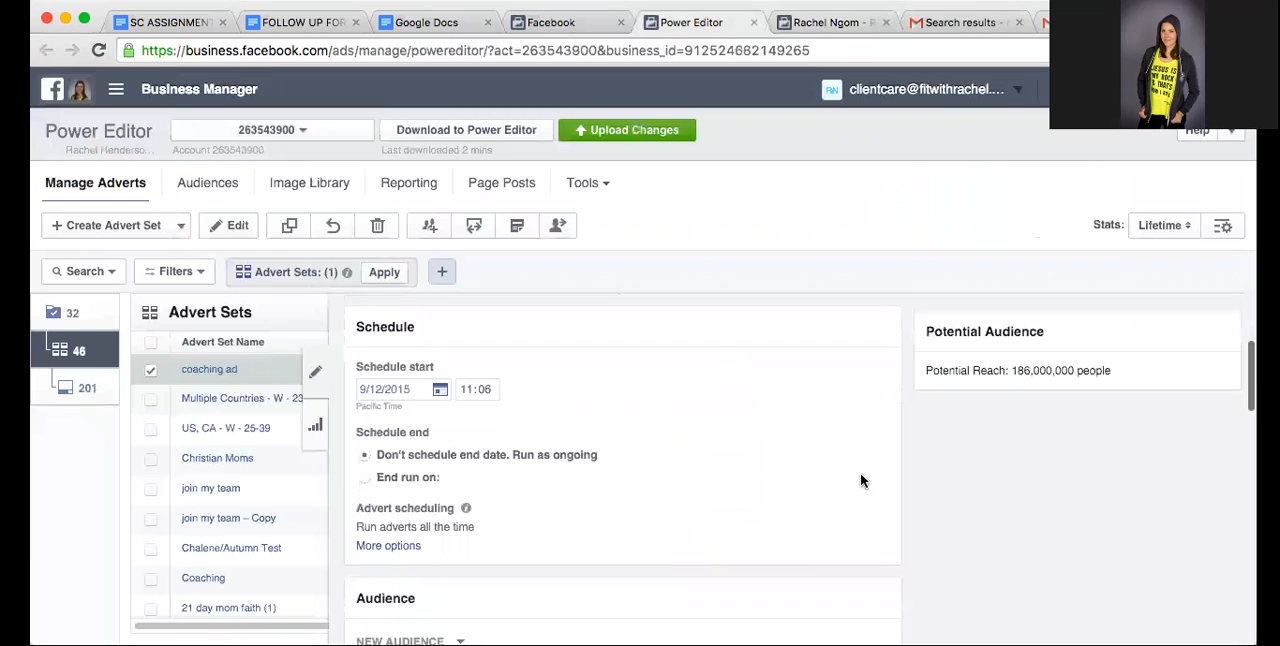 SC ASSIGNMENT
FOLLOW UP FOR
Google Docs
Facebook
Power Editor
Rachel Ngom - R
Search results -
https://business.facebook.com/ads/manage/powereditor/?act=263543900&business_id=912524682149265
JESUS IS
MY ROCK
Business Manager
RN
clientcare@fitwithrachel....
Power Editor
263543900
Download to Power Editor
Upload Changes
Help
Rachel Henderso...
Account 263543900
Last downloaded 2 mins
Manage Adverts
Audiences
Image Library
Reporting
Page Posts
Tools
+ Create Advert Set
Edit
Stats:
Lifetime
Search
Filters
Advert Sets: (1)
Apply
+
32
46
201
Advert Sets
Advert Set Name
coaching ad
Multiple Countries - W - 23
US, CA - W - 25-39
Christian Moms
join my team
join my team – Copy
Chalene/Autumn Test
Coaching
21 day mom faith (1)
Schedule
Schedule start
9/12/2015
11:06
Pacific Time
Schedule end
Don't schedule end date. Run as ongoing
End run on:
Advert scheduling
Run adverts all the time
More options
Audience
NEW AUDIENCE
Potential Audience
Potential Reach: 186,000,000 people